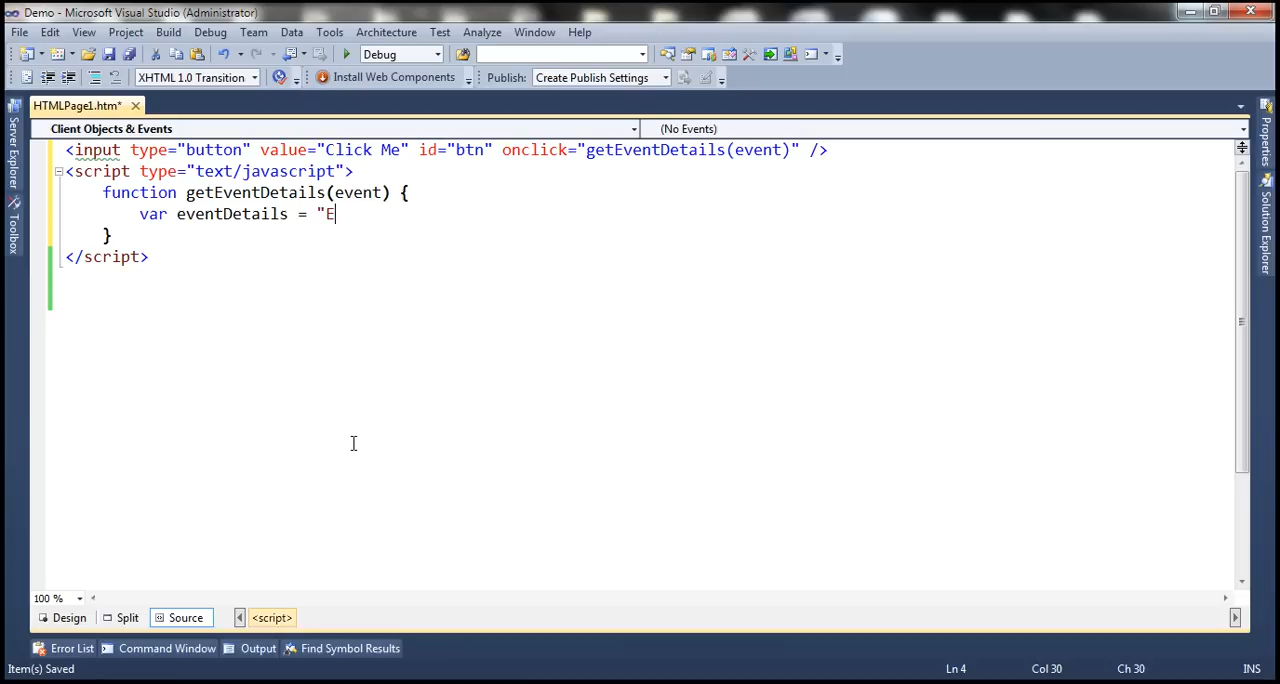 Demo - Microsoft Visual Studio (Administrator)
File Edit View Project Build Debug Team Data Tools Architecture Test Analyze Window Help
Debug
XHTML 1.0 Transition Install Web Components Publish: Create Publish Settings
HTMLPage1.htm*
Client Objects & Events (No Events)
<input type="button" value="Click Me" id="btn" onclick="getEventDetails(event)" />
<script type="text/javascript">
function getEventDetails(event) {
var eventDetails = "E
}
</script>
Server Explorer
Toolbox
Properties
Solution Explorer
100 %
Design Split Source <script>
Error List Command Window Output Find Symbol Results
Item(s) Saved Ln 4 Col 30 Ch 30 INS